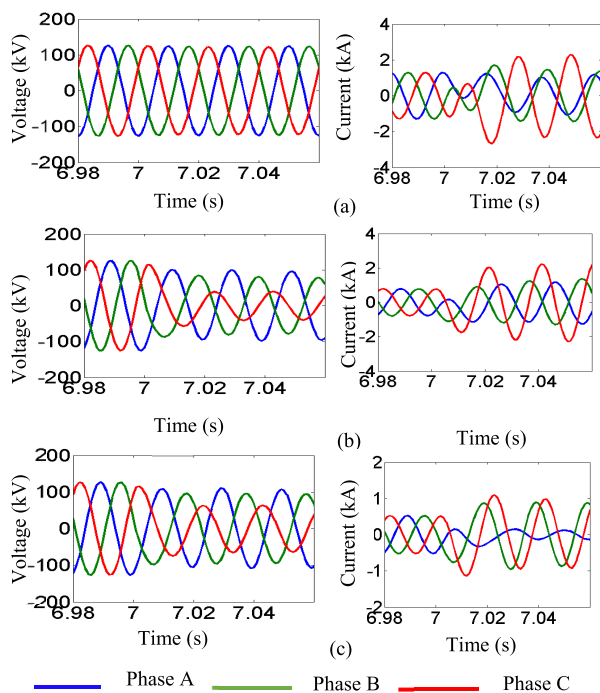 200
100
0
-100
-200
Voltage (kV)
6.98 7 7.02 7.04
Time (s)
4
2
0
-2
-4
Current (kA)
6.98 7 7.02 7.04
Time (s)
(a)
200
100
0
-100
-200
Voltage (kV)
6.98 7 7.02 7.04
Time (s)
4
2
0
-2
-4
Current (kA)
6.98 7 7.02 7.04
Time (s)
(b)
200
100
0
-100
-200
Voltage (kV)
6.98 7 7.02 7.04
Time (s)
2
1
0
-1
-2
Current (kA)
6.98 7 7.02 7.04
Time (s)
(c)
Phase A Phase B Phase C